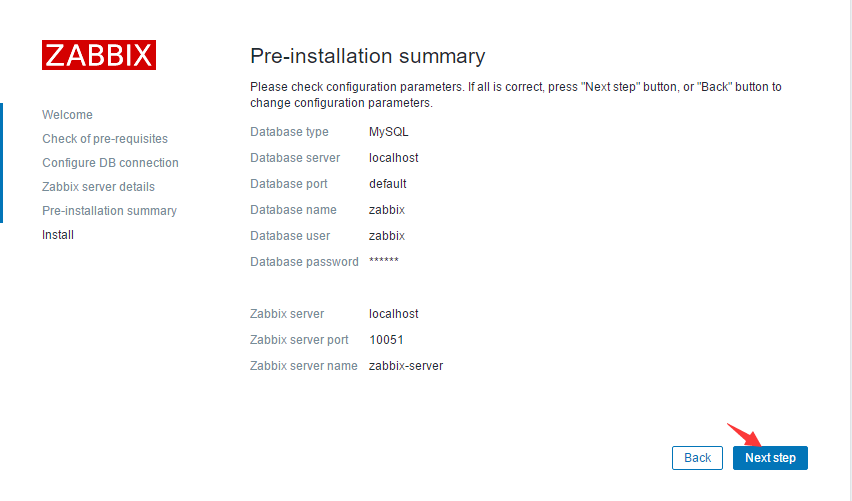 ZABBIX
Welcome
Check of pre-requisites
Configure DB connection
Zabbix server details
Pre-installation summary
Install
Pre-installation summary
Please check configuration parameters. If all is correct, press "Next step" button, or "Back" button to
change configuration parameters.
Database type MySQL
Database server localhost
Database port default
Database name zabbix
Database user zabbix
Database password ******
Zabbix server localhost
Zabbix server port 10051
Zabbix server name zabbix-server
Back Next step